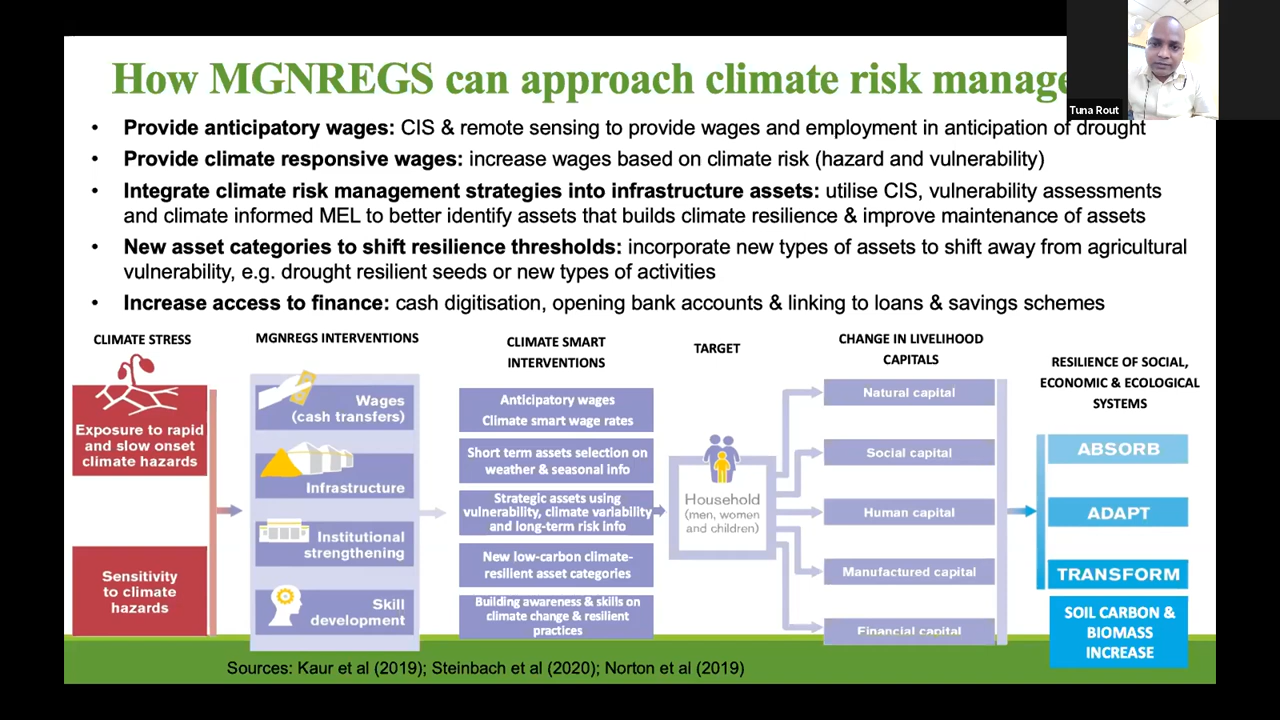 How MGNREGS can approach climate risk manage
Tuna Rout
• Provide anticipatory wages: CIS & remote sensing to provide wages and employment in anticipation of drought
• Provide climate responsive wages: increase wages based on climate risk (hazard and vulnerability)
• Integrate climate risk management strategies into infrastructure assets: utilise CIS, vulnerability assessments
and climate informed MEL to better identify assets that builds climate resilience & improve maintenance of assets
• New asset categories to shift resilience thresholds: incorporate new types of assets to shift away from agricultural
vulnerability, e.g. drought resilient seeds or new types of activities
• Increase access to finance: cash digitisation, opening bank accounts & linking to loans & savings schemes
CLIMATE STRESS
Exposure to rapid
and slow onset
climate hazards
Sensitivity
to climate
hazards
MGNREGS INTERVENTIONS
Wages
(cash transfers)
Infrastructure
Institutional
strengthening
Skill
development
CLIMATE SMART
INTERVENTIONS
Anticipatory wages
Climate smart wage rates
Short term assets selection on
weather & seasonal info
Strategic assets using
vulnerability, climate variability
and long-term risk info
New low-carbon climate-
resilient asset categories
Building awareness & skills on
climate change & resilient
practices
TARGET
Household
(men, women
and children)
CHANGE IN LIVELIHOOD
CAPITALS
Natural capital
Social capital
Human capital
Manufactured capital
Financial capital
RESILIENCE OF SOCIAL,
ECONOMIC & ECOLOGICAL
SYSTEMS
ABSORB
ADAPT
TRANSFORM
SOIL CARBON &
BIOMASS
INCREASE
Sources: Kaur et al (2019); Steinbach et al (2020); Norton et al (2019)